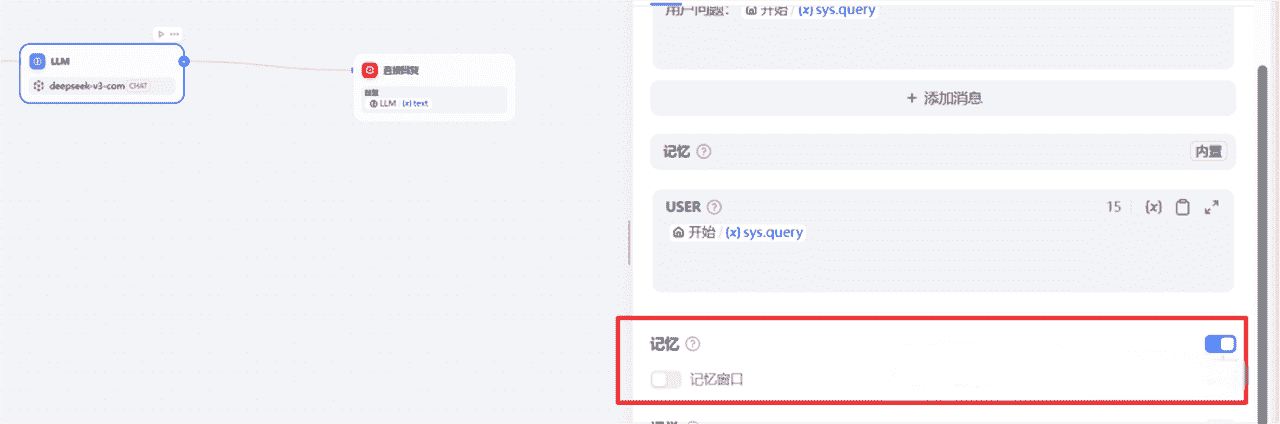 LLM
deepseek-v3-com CHAT
LLM {x} text
用户问题： 开始 / {x} sys.query
+ 添加消息
记忆
内置
USER
15 {x}
开始 / {x} sys.query
记忆
记忆窗口